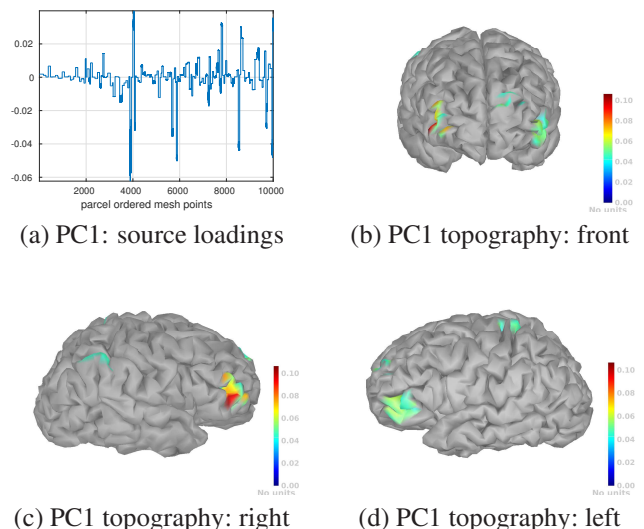 0.02
0
-0.02
-0.04
-0.06
2000 4000 6000 8000 10000
parcel ordered mesh points
(a) PC1: source loadings
0.10
0.08
0.06
0.04
0.02
0.00
No units
(b) PC1 topography: front
0.10
0.08
0.06
0.04
0.02
0.00
No units
(c) PC1 topography: right
0.10
0.08
0.06
0.04
0.02
0.00
No units
(d) PC1 topography: left